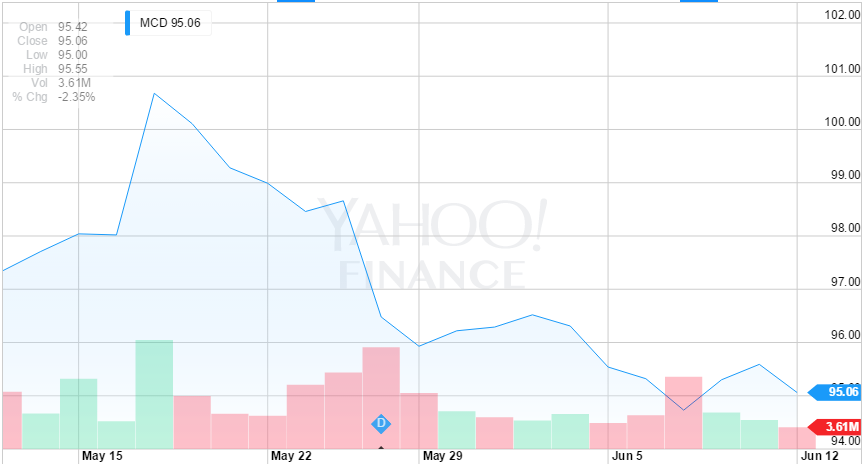 MCD 95.06
Open 95.42
Close 95.06
Low 95.00
High 95.55
Vol 3.61M
% Chg -2.35%
102.00
101.00
100.00
99.00
98.00
97.00
96.00
95.06
3.61M
94.00
YAHOO!
FINANCE
D
May 15
May 22
May 29
Jun 5
Jun 12